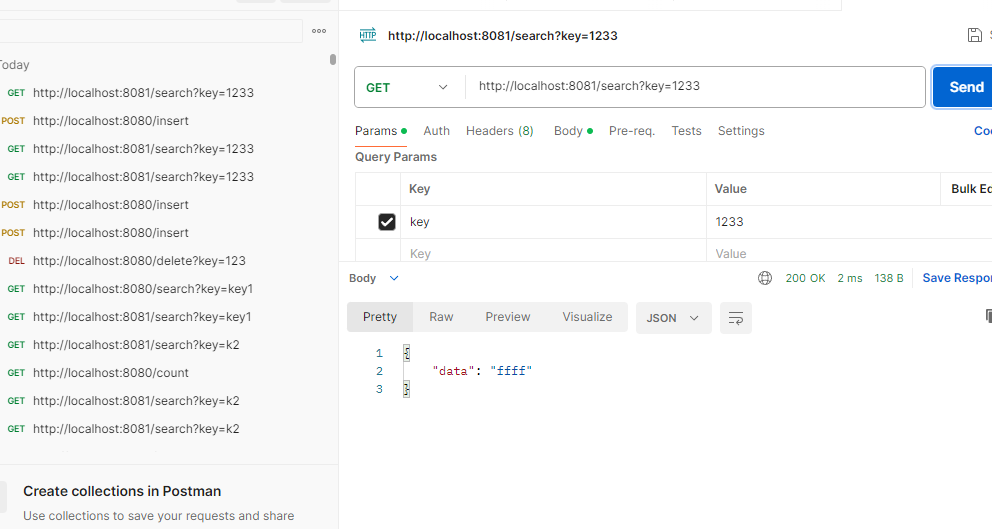 Today
GET http://localhost:8081/search?key=1233
POST http://localhost:8080/insert
GET http://localhost:8081/search?key=1233
GET http://localhost:8081/search?key=1233
POST http://localhost:8080/insert
POST http://localhost:8080/insert
DEL http://localhost:8080/delete?key=123
GET http://localhost:8080/search?key=key1
GET http://localhost:8081/search?key=key1
GET http://localhost:8081/search?key=k2
GET http://localhost:8080/count
GET http://localhost:8081/search?key=k2
GET http://localhost:8081/search?key=k2
Create collections in Postman
Use collections to save your requests and share
HTTP http://localhost:8081/search?key=1233
GET http://localhost:8081/search?key=1233 Send
Params Auth Headers (8) Body Pre-req. Tests Settings Coo
Query Params
Key Value Bulk Ed
key 1233
Key Value
Body 200 OK 2 ms 138 B Save Respon
Pretty Raw Preview Visualize JSON
1 {
2 "data": "ffff"
3 }